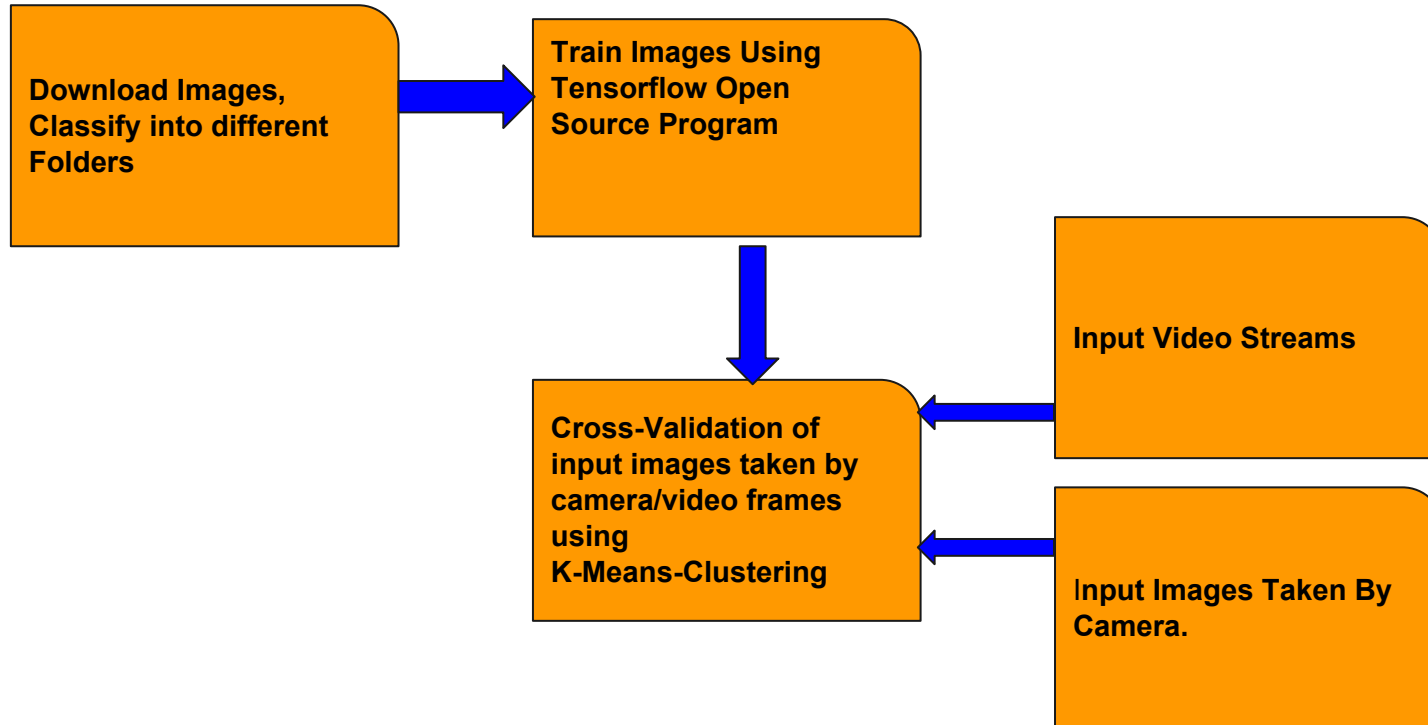 Download Images,
Classify into different
Folders
Train Images Using
Tensorflow Open
Source Program
Input Video Streams
Cross-Validation of
input images taken by
camera/video frames
using
K-Means-Clustering
Input Images Taken By
Camera.